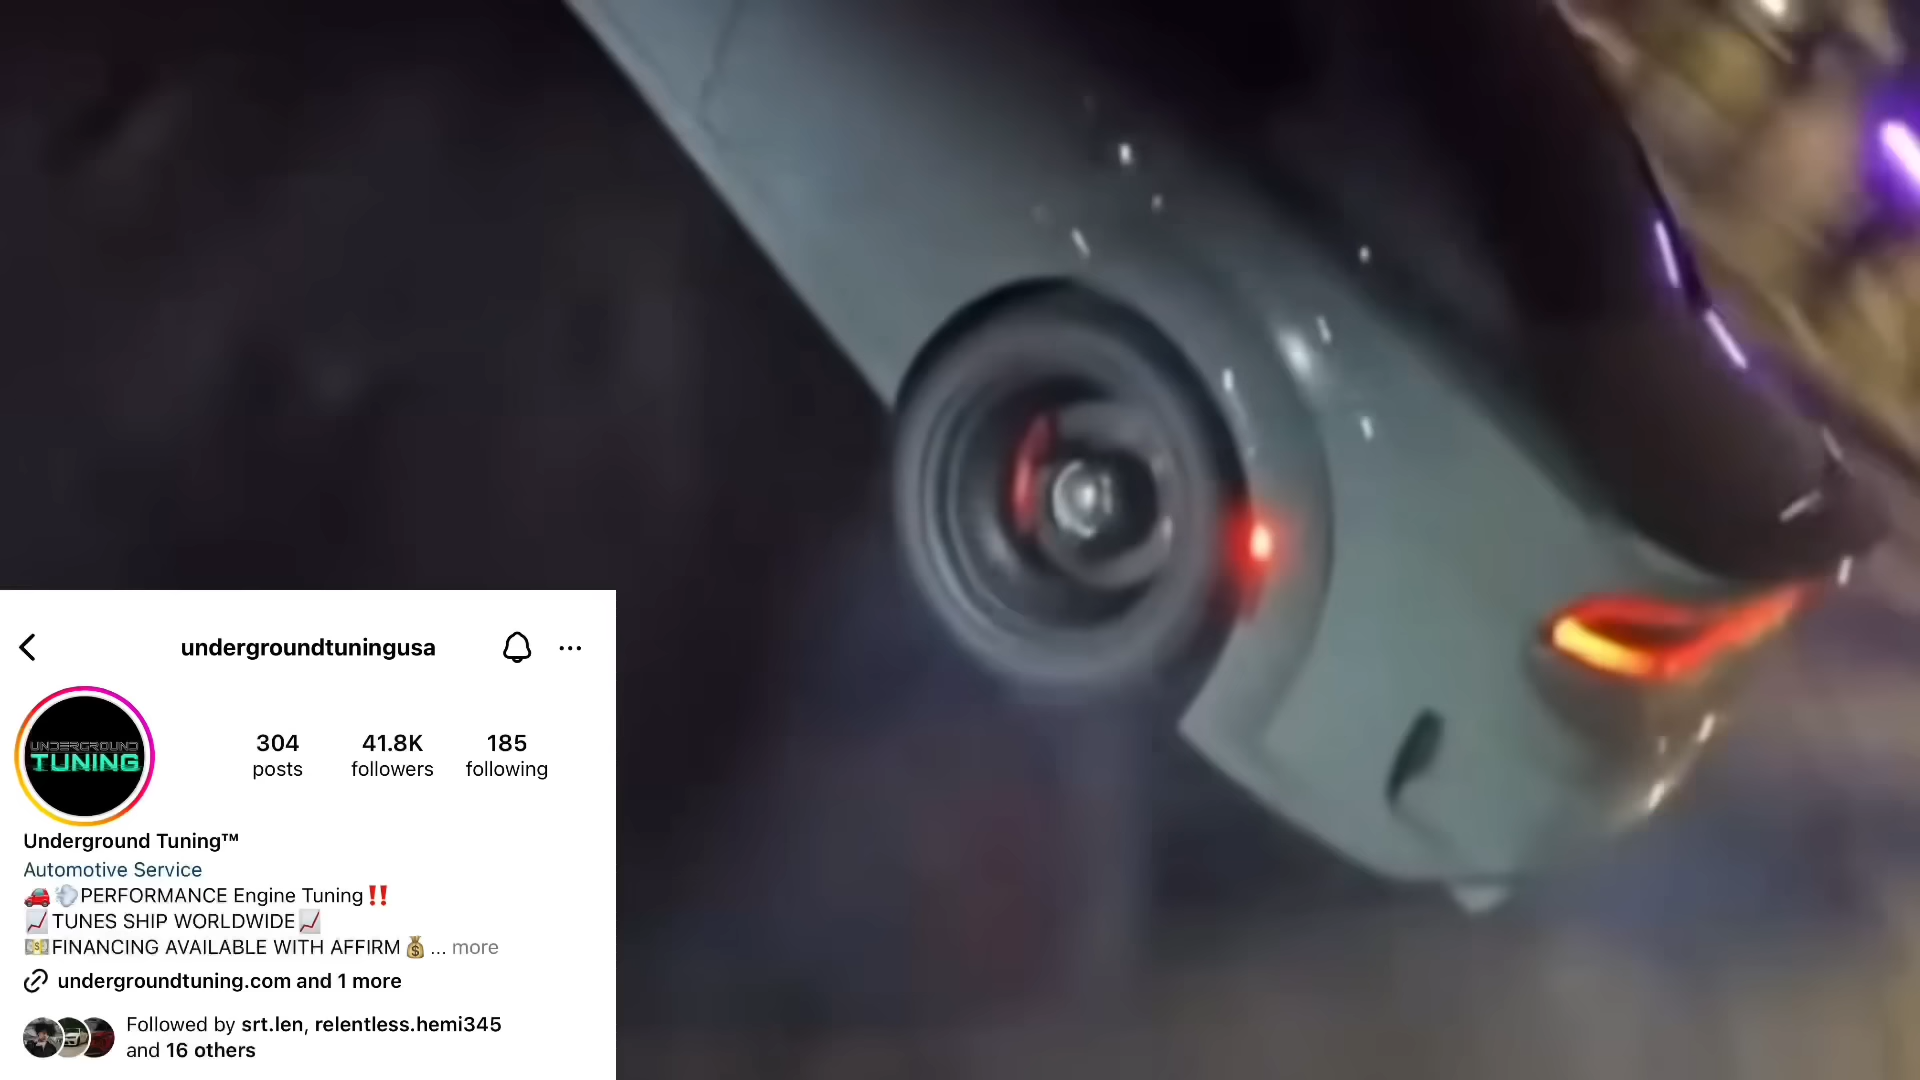 undergroundtuningusa
UNDERGROUND
TUNING
304
posts
41.8K
followers
185
following
Underground Tuning™
Automotive Service
🚗💨PERFORMANCE Engine Tuning‼️
📈TUNES SHIP WORLDWIDE📈
💵FINANCING AVAILABLE WITH AFFIRM💰... more
undergroundtuning.com and 1 more
Followed by srt.len, relentless.hemi345
and 16 others